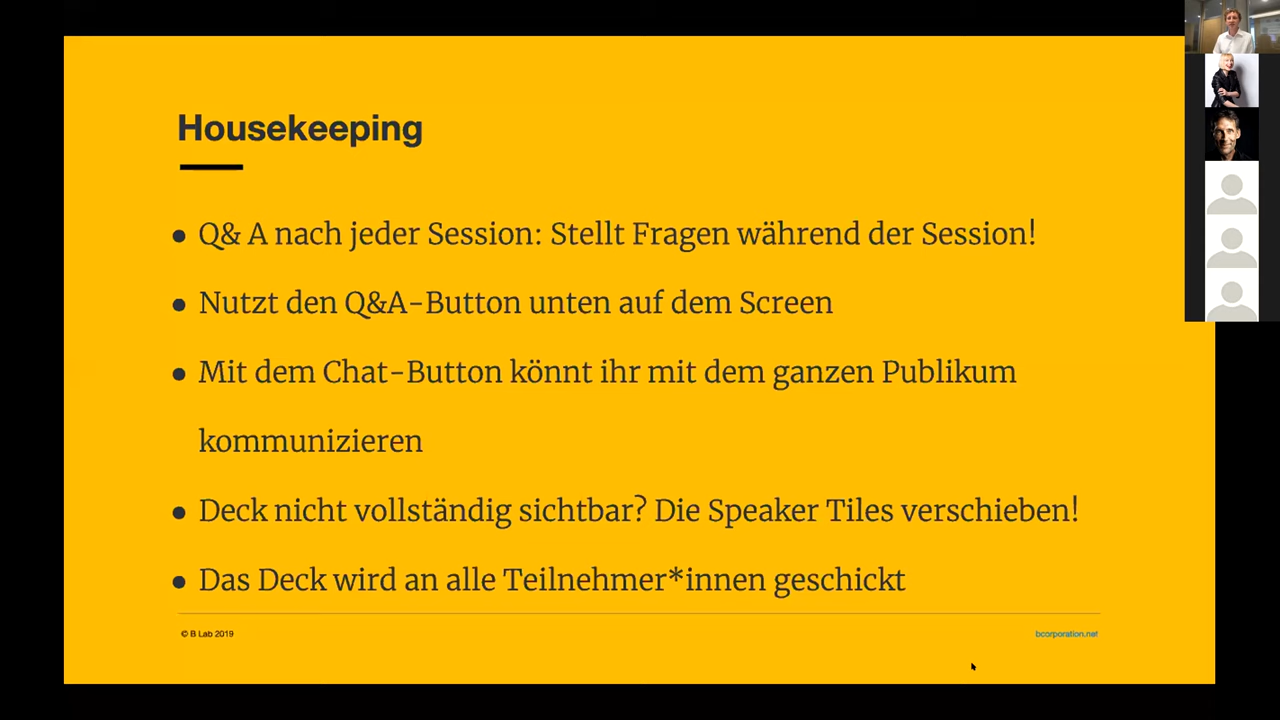 Housekeeping
● Q& A nach jeder Session: Stellt Fragen während der Session!
● Nutzt den Q&A-Button unten auf dem Screen
● Mit dem Chat-Button könnt ihr mit dem ganzen Publikum
kommunizieren
● Deck nicht vollständig sichtbar? Die Speaker Tiles verschieben!
● Das Deck wird an alle Teilnehmer*innen geschickt
© B Lab 2019
bcorporation.net